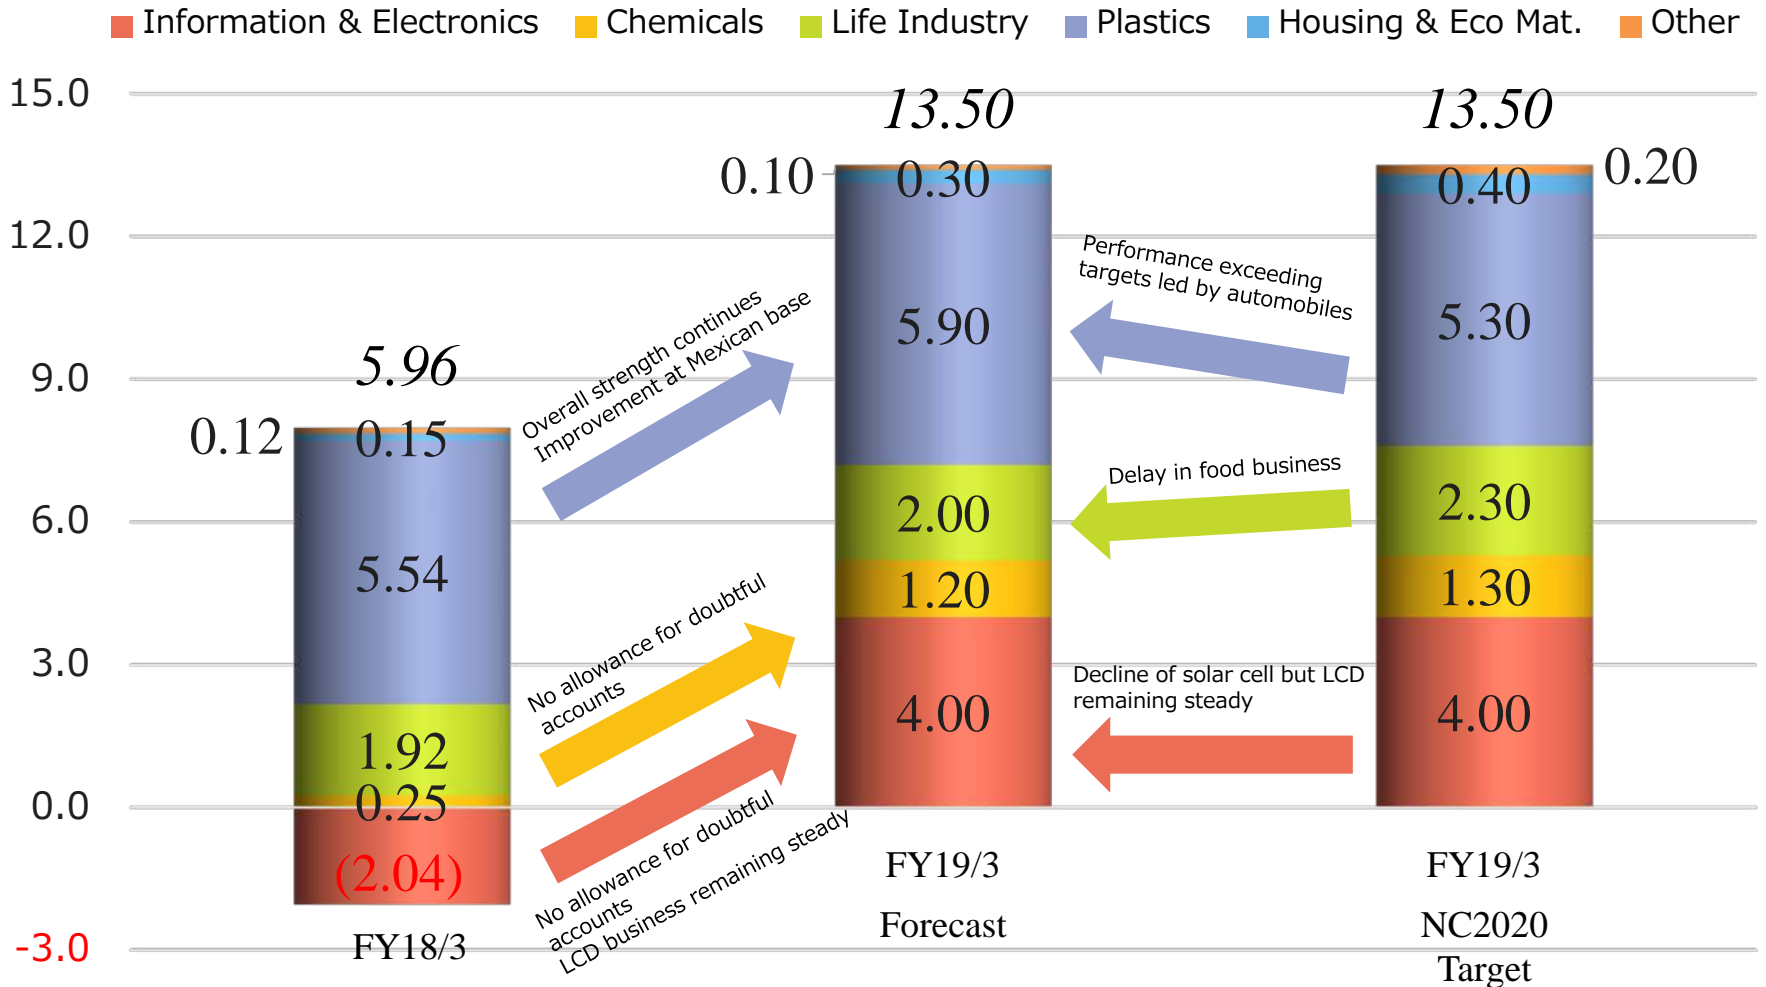 Information & Electronics Chemicals Life Industry Plastics Housing & Eco Mat. Other
15.0
12.0
9.0
6.0
3.0
0.0
-3.0
5.96
0.12
0.15
5.54
1.92
0.25
(2.04)
FY18/3
Overall strength continues
Improvement at Mexican base
No allowance for doubtful
accounts
No allowance for doubtful
accounts
LCD business remaining steady
13.50
0.10
0.30
5.90
2.00
1.20
4.00
FY19/3
Forecast
Performance exceeding
targets led by automobiles
Delay in food business
Decline of solar cell but LCD
remaining steady
13.50
0.20
0.40
5.30
2.30
1.30
4.00
FY19/3
NC2020
Target